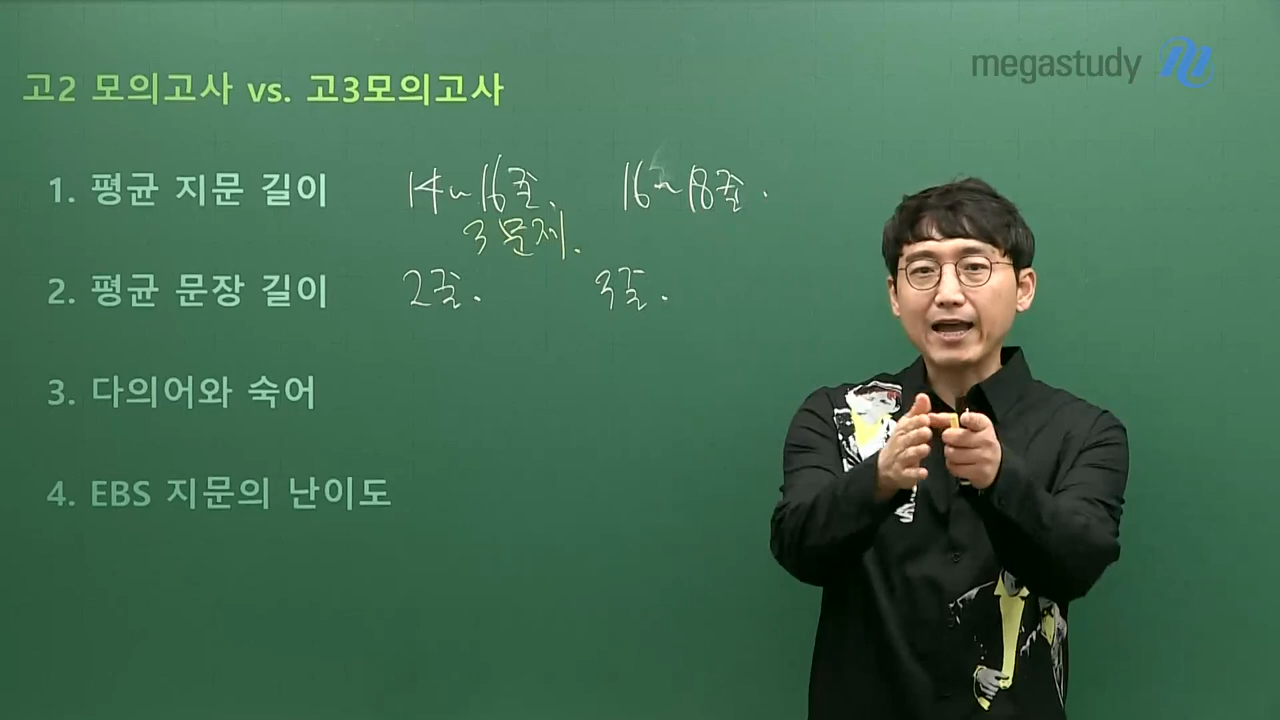 megastudy
고2 모의고사 vs. 고3모의고사
1. 평균 지문 길이 14~16줄. 16~18줄.
3문제.
2. 평균 문장 길이 2줄. 3줄.
3. 다의어와 숙어
4. EBS 지문의 난이도